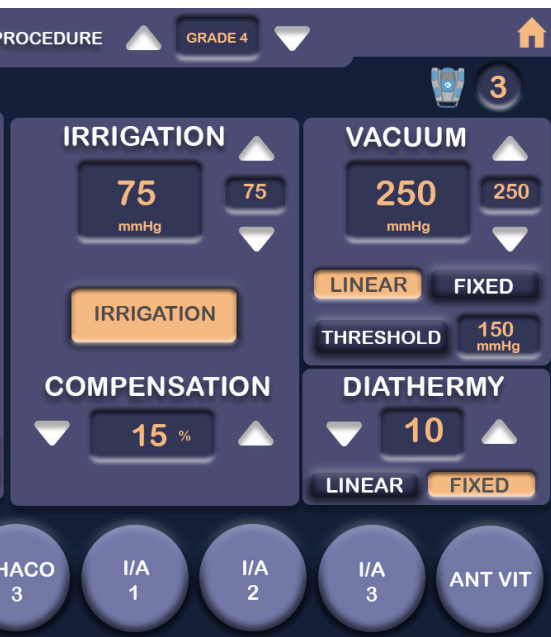 PROCEDURE
GRADE 4
3
IRRIGATION
75
mmHg
75
IRRIGATION
COMPENSATION
15 %
VACUUM
250
mmHg
250
LINEAR FIXED
THRESHOLD
150
mmHg
DIATHERMY
10
LINEAR FIXED
HACO
3
I/A
1
I/A
2
I/A
3
ANT VIT